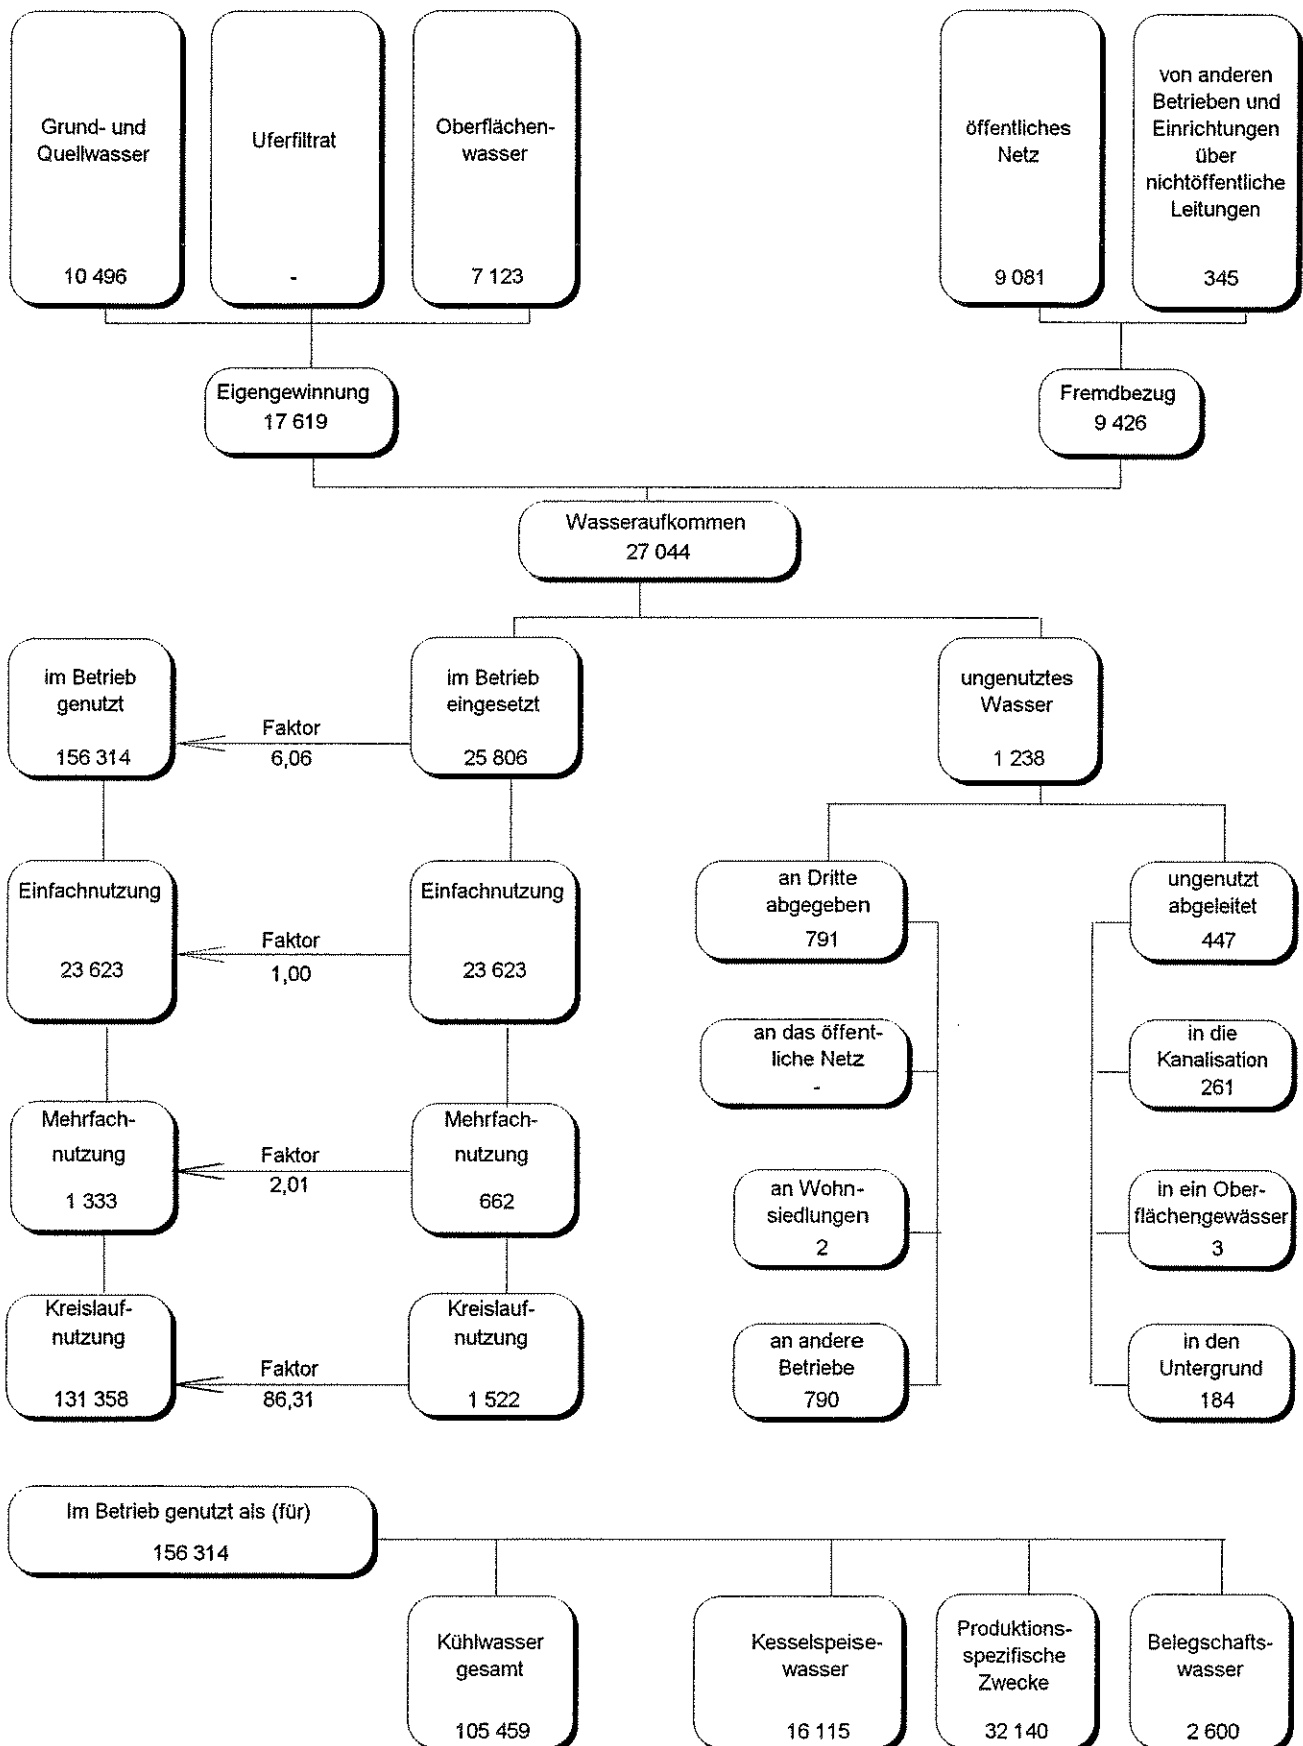 Grund- und
Quellwasser
10 496
Uferfiltrat
-
Oberflächen-
wasser
7 123
öffentliches
Netz
9 081
von anderen
Betrieben und
Einrichtungen
über
nichtöffentliche
Leitungen
345
Eigengewinnung
17 619
Fremdbezug
9 426
Wasseraufkommen
27 044
im Betrieb
genutzt
156 314
Faktor
6,06
im Betrieb
eingesetzt
25 806
ungenutztes
Wasser
1 238
Einfachnutzung
23 623
Faktor
1,00
Einfachnutzung
23 623
an Dritte
abgegeben
791
ungenutzt
abgeleitet
447
an das öffent-
liche Netz
-
in die
Kanalisation
261
Mehrfach-
nutzung
1 333
Faktor
2,01
Mehrfach-
nutzung
662
an Wohn-
siedlungen
2
in ein Ober-
flächengewässer
3
Kreislauf-
nutzung
131 358
Faktor
86,31
Kreislauf-
nutzung
1 522
an andere
Betriebe
790
in den
Untergrund
184
Im Betrieb genutzt als (für)
156 314
Kühlwasser
gesamt
105 459
Kesselspeise-
wasser
16 115
Produktions-
spezifische
Zwecke
32 140
Belegschafts-
wasser
2 600